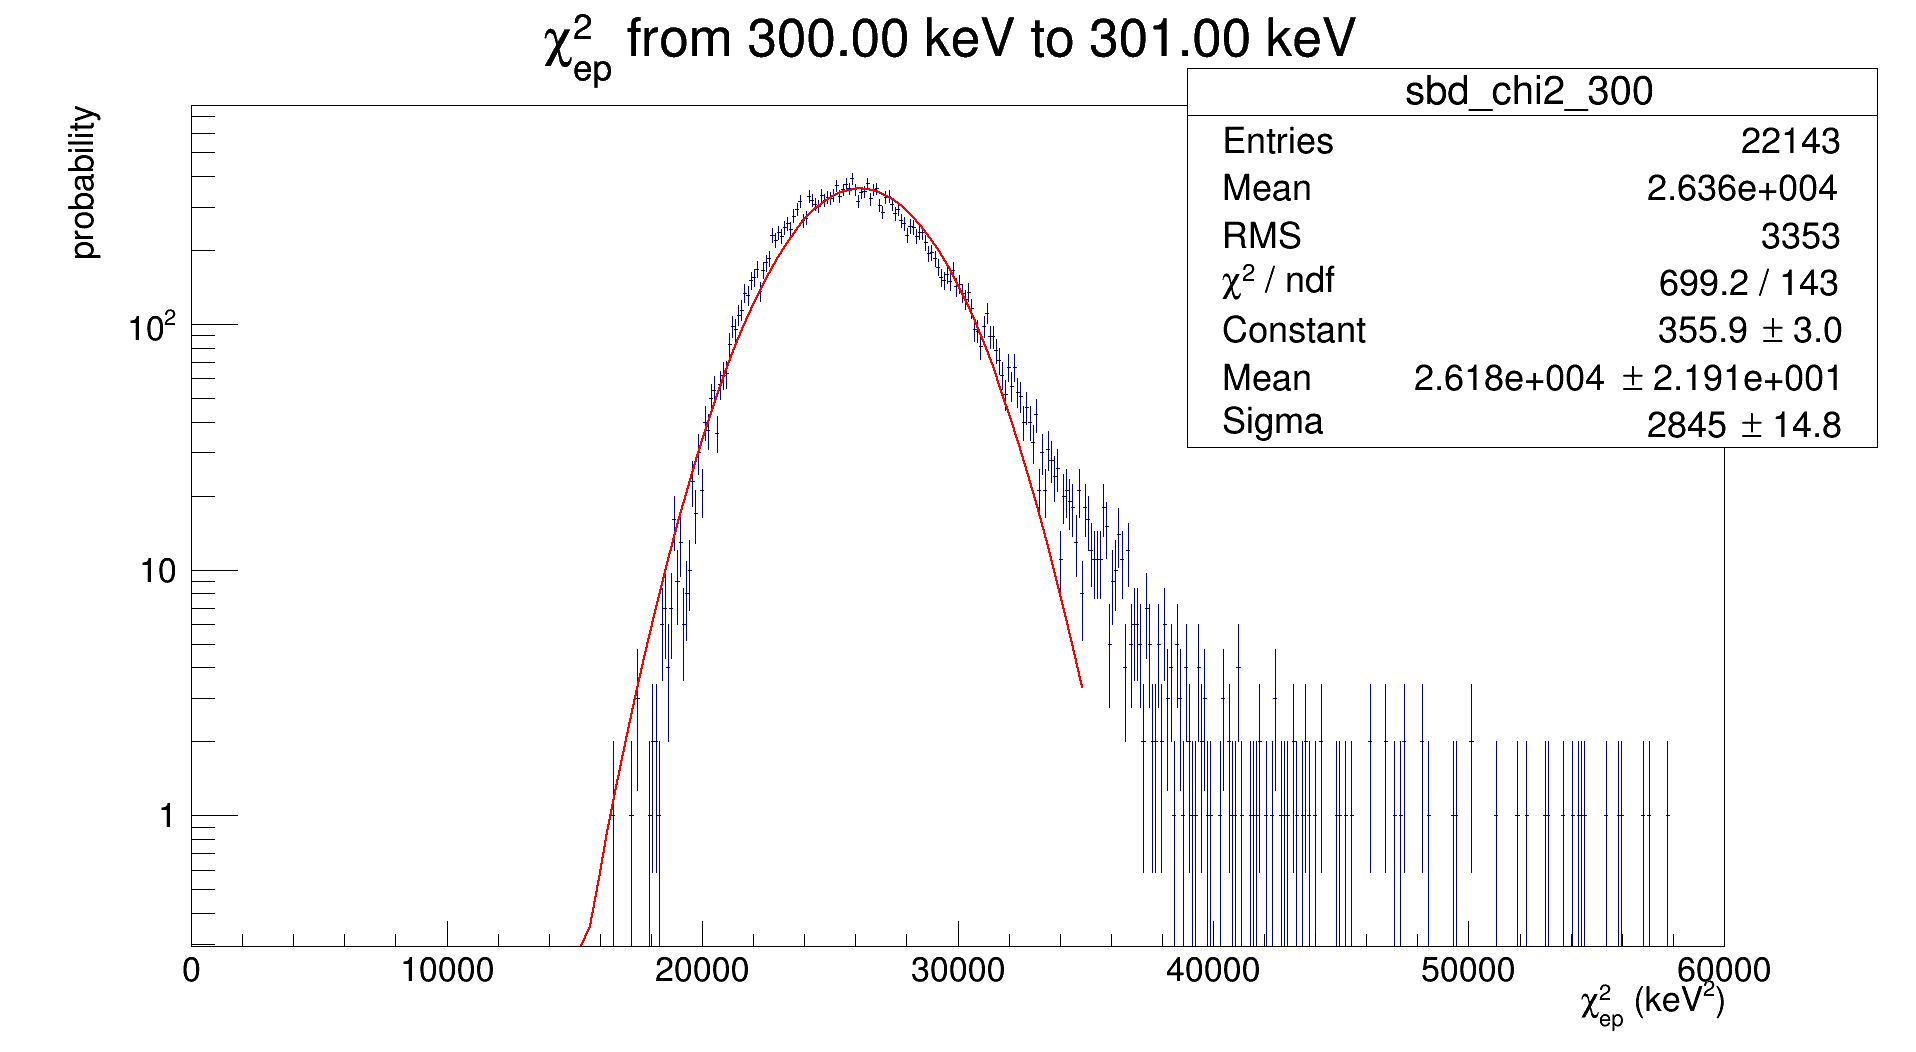 χ²ep from 300.00 keV to 301.00 keV
probability
sbd_chi2_300
Entries 22143
Mean 2.636e+004
RMS 3353
χ² / ndf 699.2 / 143
Constant 355.9 ± 3.0
Mean 2.618e+004 ± 2.191e+001
Sigma 2845 ± 14.8
10²
10
1
0 10000 20000 30000 40000 50000 60000
χ²ep (keV²)